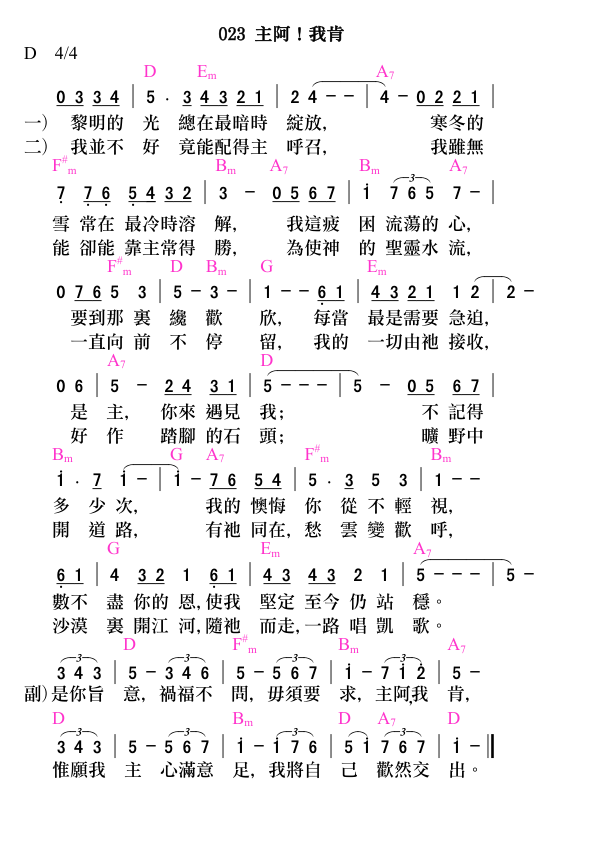 023 主阿！我肯
D 4/4
D Em A7
0 3 3 4 | 5 . 3 4 3 2 1 | 2 4 - - | 4 - 0 2 2 1 |
一） 黎明的 光 總在最暗時 綻放， 寒冬的
二） 我並不 好 竟能配得主 呼召， 我雖無
F#m Bm A7 Bm A7
7 7 6 5 4 3 2 | 3 - 0 5 6 7 | i 7 6 5 7 - |
雪 常在 最冷時溶 解， 我這疲 困 流蕩的 心，
能 卻能 靠主常得 勝， 為使神 的 聖靈水 流，
F#m D Bm G Em
0 7 6 5 3 | 5 - 3 - | 1 - - 6 1 | 4 3 2 1 1 2 | 2 -
要到那 裏 纔 歡 欣， 每當 最是需要 急迫，
一直向 前 不 停 留， 我的 一切由祂 接收，
A7 D
0 6 | 5 - 2 4 3 1 | 5 - - - | 5 - 0 5 6 7 |
是 主， 你來 遇見 我； 不 記得
好 作 踏腳 的石 頭； 曠 野中
Bm G A7 F#m Bm
i . 7 i - | i - 7 6 5 4 | 5 . 3 5 3 | 1 - -
多 少 次， 我的 懊悔 你 從 不 輕 視，
開 道 路， 有祂 同在，愁 雲 變 歡 呼，
G Em A7
6 1 | 4 3 2 1 6 1 | 4 3 4 3 2 1 | 5 - - - | 5 -
數不 盡 你的 恩，使我 堅定 至今 仍 站 穩。
沙漠 裏 開江 河，隨祂 而走，一路 唱 凱 歌。
D F#m Bm A7
3 4 3 | 5 - 3 4 6 | 5 - 5 6 7 | i - 7 i 2 | 5 -
副）是你旨 意，禍福不 問，毋須要 求，主阿，我 肯，
D Bm D A7 D
3 4 3 | 5 - 5 6 7 | i - i 7 6 | 5 i 7 6 7 | i - ‖
惟願我 主 心滿意 足，我將自 己 歡然交 出。